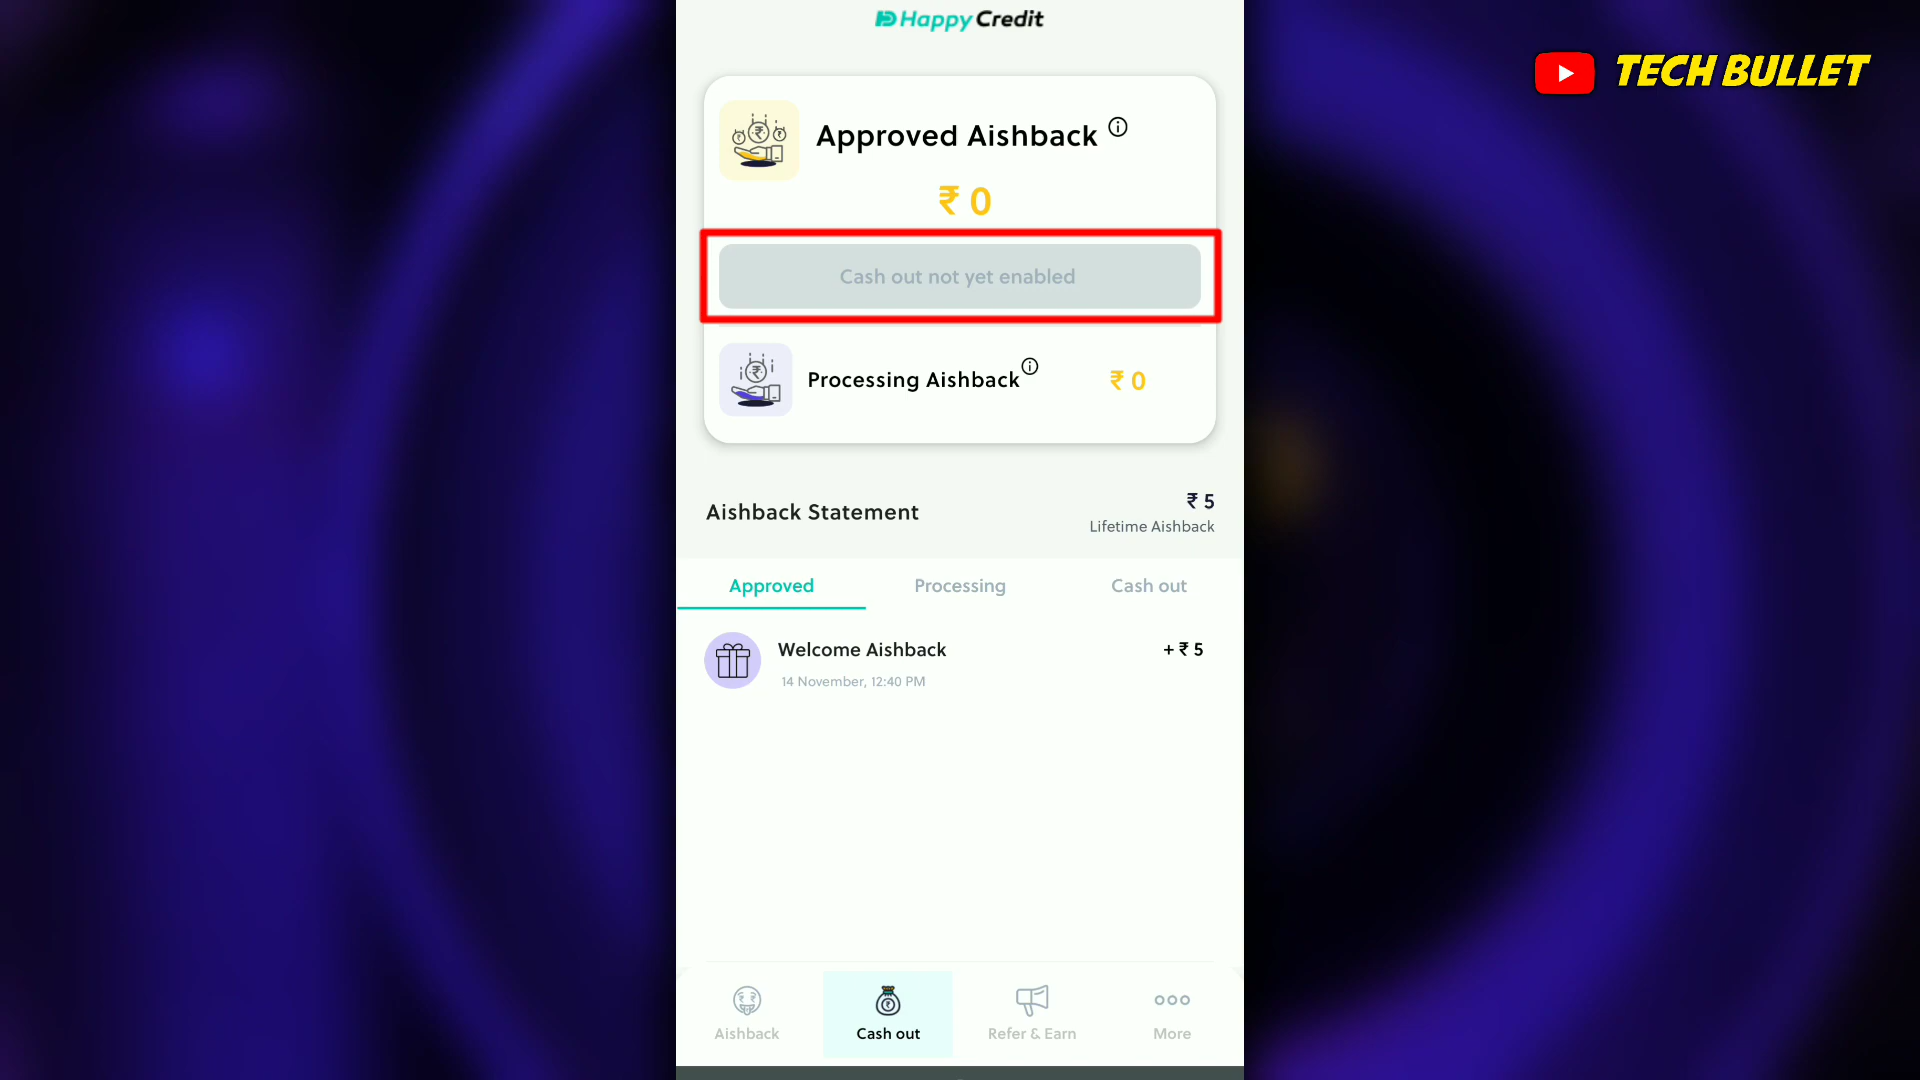 Happy Credit
TECH BULLET
Approved Aishback
₹ 0
Cash out not yet enabled
Processing Aishback ₹ 0
₹ 5
Aishback Statement
Lifetime Aishback
Approved Processing Cash out
Welcome Aishback + ₹ 5
14 November, 12:40 PM
Aishback Cash out Refer & Earn More